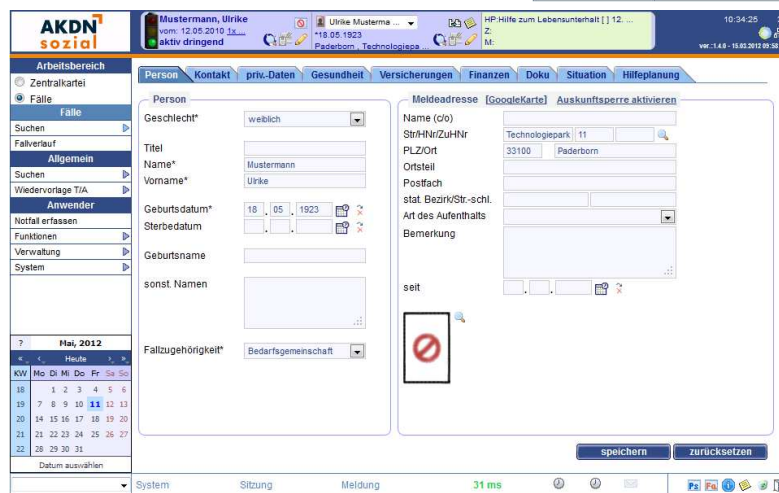 AKDN
sozial
Mustermann, Ulrike
vom: 12.05.2010 1x...
aktiv dringend
Ulrike Musterma ...
*18.05.1923
Paderborn , Technologiepa ...
HP:Hilfe zum Lebensunterhalt [ ] 12. ...
Z:
M:
10:34:25
ver.:1.4.0 - 15.03.2012 09:58
Arbeitsbereich
Zentralkartei
Fälle
Fälle
Suchen
Fallverlauf
Allgemein
Suchen
Wiedervorlage T/A
Anwender
Notfall erfassen
Funktionen
Verwaltung
System
Person Kontakt priv.-Daten Gesundheit Versicherungen Finanzen Doku Situation Hilfeplanung
Person
Geschlecht* weiblich
Titel
Name* Mustermann
Vorname* Ulrike
Geburtsdatum* 18 . 05 . 1923
Sterbedatum . .
Geburtsname
sonst. Namen
Fallzugehörigkeit* Bedarfsgemeinschaft
Meldeadresse [GoogleKarte] Auskunftsperre aktivieren
Name (c/o)
Str/HNr/ZuHNr Technologiepark 11
PLZ/Ort 33100 Paderborn
Ortsteil
Postfach
stat. Bezirk/Str.-schl.
Art des Aufenthalts
Bemerkung
seit . .
? Mai, 2012
« ‹ Heute › »
KW Mo Di Mi Do Fr Sa So
18 1 2 3 4 5 6
19 7 8 9 10 11 12 13
20 14 15 16 17 18 19 20
21 21 22 23 24 25 26 27
22 28 29 30 31
Datum auswählen
speichern zurücksetzen
System Sitzung Meldung 31 ms
Ps Fa